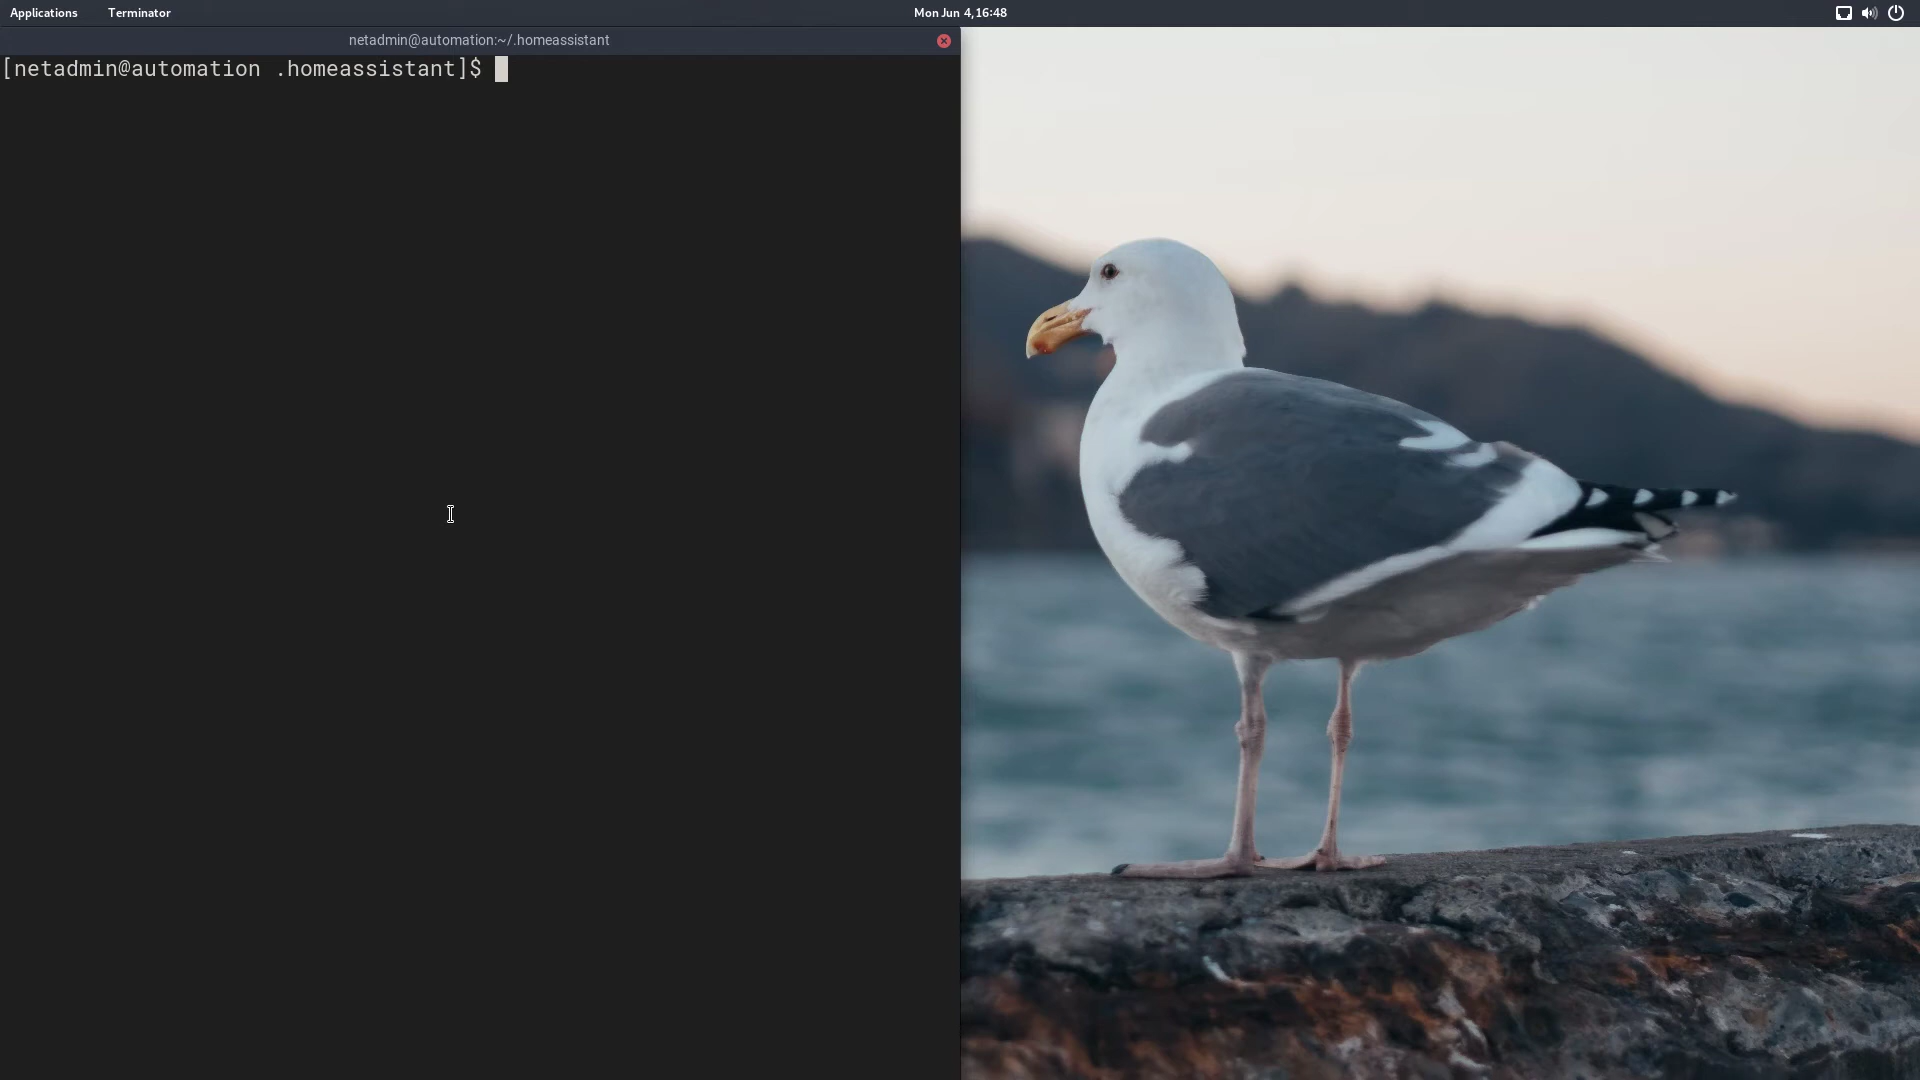 Applications Terminator Mon Jun 4, 16:48
netadmin@automation:~/.homeassistant
[netadmin@automation .homeassistant]$